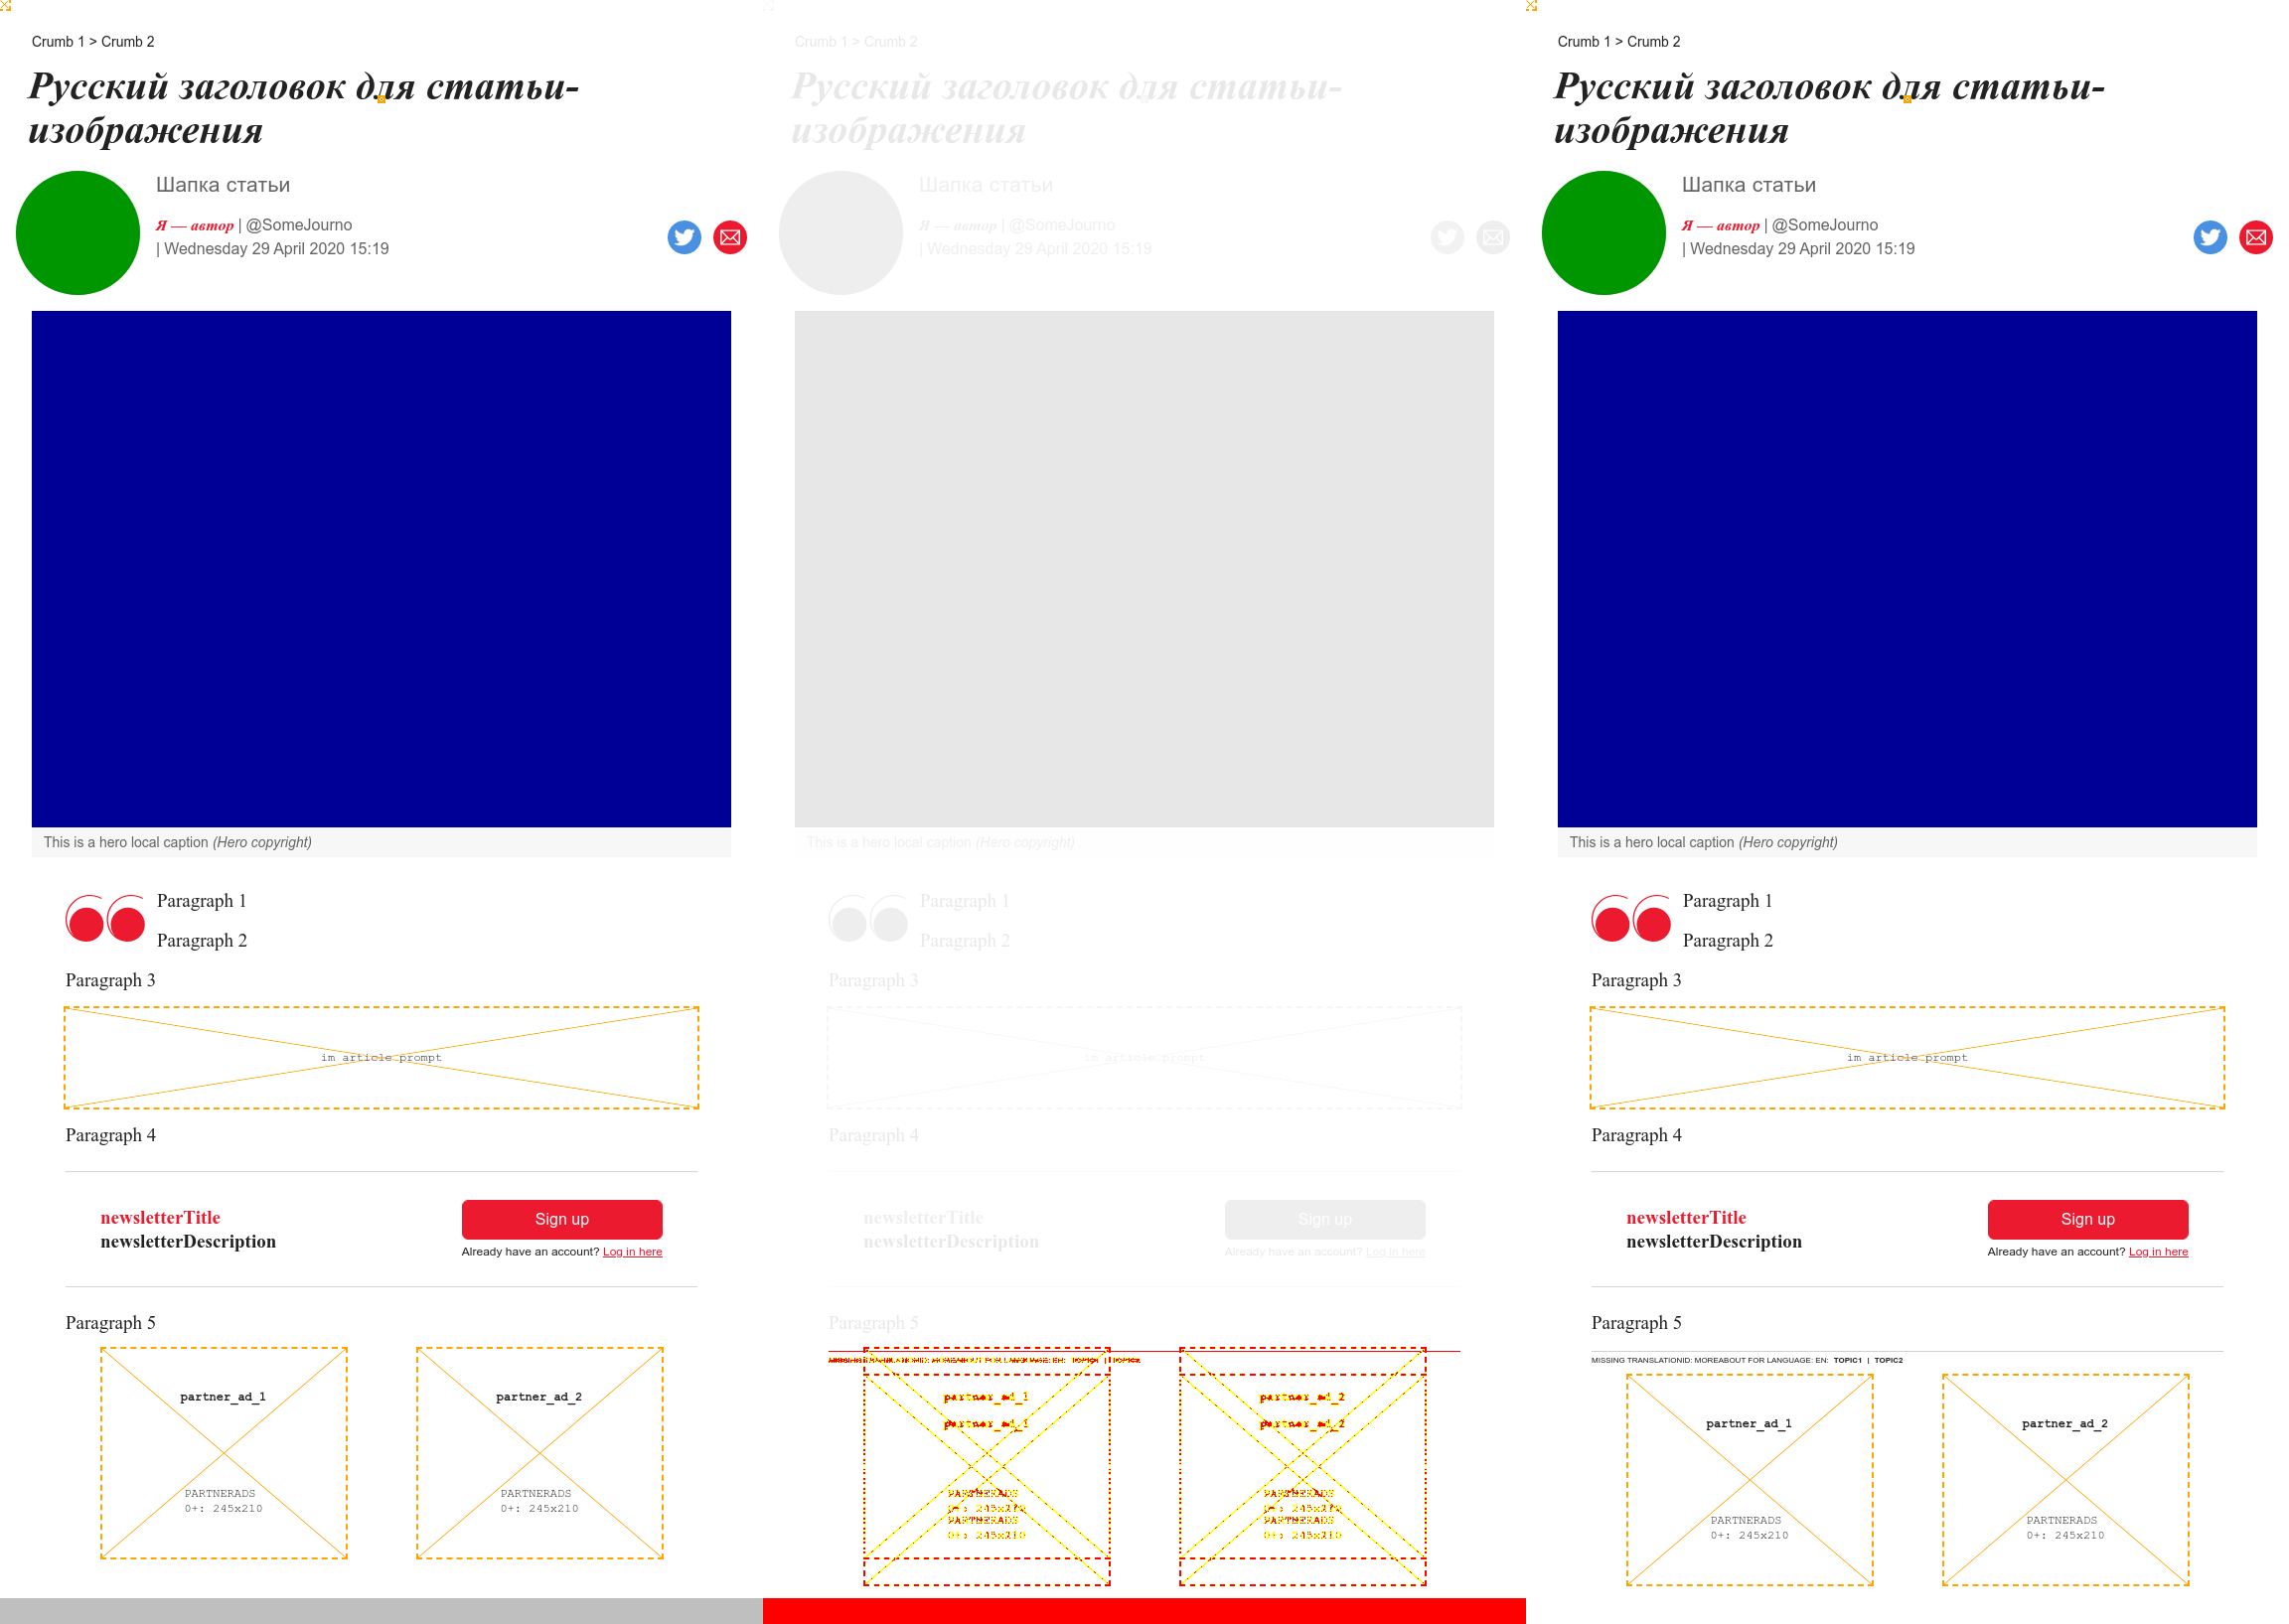 Crumb 1 > Crumb 2
Русский заголовок для статьи-
изображения
Шапка статьи
Я — автор | @SomeJourno
| Wednesday 29 April 2020 15:19
This is a hero local caption (Hero copyright)
Paragraph 1
Paragraph 2
Paragraph 3
im article prompt
Paragraph 4
newsletterTitle
newsletterDescription
Sign up
Already have an account? Log in here
Paragraph 5
partner_ad_1
PARTNERADS
0+: 245x210
partner_ad_2
PARTNERADS
0+: 245x210
Crumb 1 > Crumb 2
Русский заголовок для статьи-
изображения
Шапка статьи
Я — автор | @SomeJourno
| Wednesday 29 April 2020 15:19
This is a hero local caption (Hero copyright)
Paragraph 1
Paragraph 2
Paragraph 3
im article prompt
Paragraph 4
newsletterTitle
newsletterDescription
Sign up
Already have an account? Log in here
Paragraph 5
MISSING TRANSLATIONID: MOREABOUT FOR LANGUAGE: EN: TOPIC1 | TOPIC2
partner_ad_1
partner_ad_1
PARTNERADS
0+: 245x210
PARTNERADS
0+: 245x210
partner_ad_2
partner_ad_2
PARTNERADS
0+: 245x210
PARTNERADS
0+: 245x210
Crumb 1 > Crumb 2
Русский заголовок для статьи-
изображения
Шапка статьи
Я — автор | @SomeJourno
| Wednesday 29 April 2020 15:19
This is a hero local caption (Hero copyright)
Paragraph 1
Paragraph 2
Paragraph 3
im article prompt
Paragraph 4
newsletterTitle
newsletterDescription
Sign up
Already have an account? Log in here
Paragraph 5
MISSING TRANSLATIONID: MOREABOUT FOR LANGUAGE: EN: TOPIC1 | TOPIC2
partner_ad_1
PARTNERADS
0+: 245x210
partner_ad_2
PARTNERADS
0+: 245x210